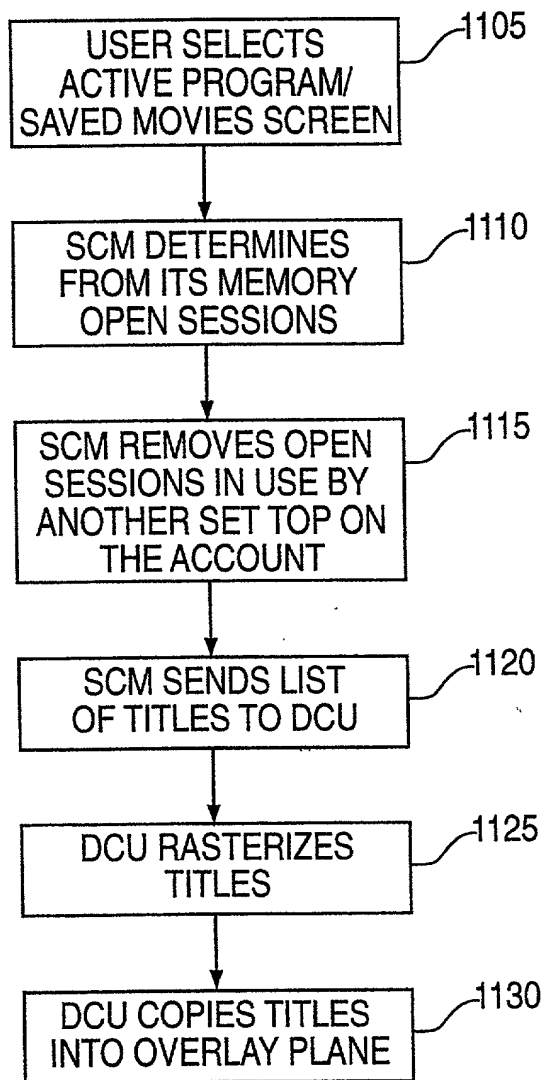 1105
USER SELECTS
ACTIVE PROGRAM/
SAVED MOVIES SCREEN
1110
SCM DETERMINES
FROM ITS MEMORY
OPEN SESSIONS
1115
SCM REMOVES OPEN
SESSIONS IN USE BY
ANOTHER SET TOP ON
THE ACCOUNT
1120
SCM SENDS LIST
OF TITLES TO DCU
1125
DCU RASTERIZES
TITLES
1130
DCU COPIES TITLES
INTO OVERLAY PLANE